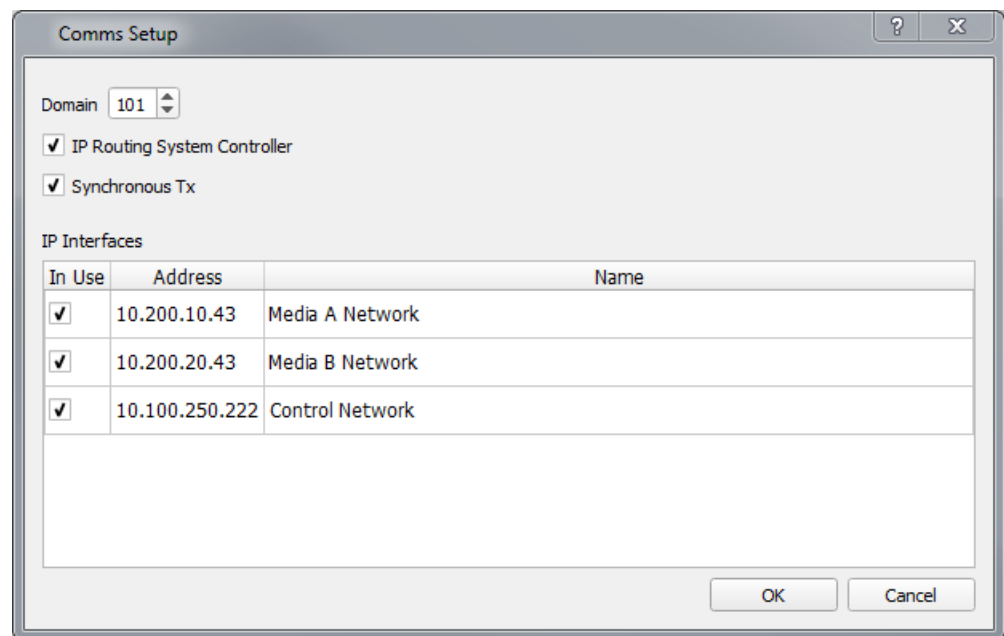 Comms Setup
Domain 101
IP Routing System Controller
Synchronous Tx
IP Interfaces
In Use Address Name
10.200.10.43 Media A Network
10.200.20.43 Media B Network
10.100.250.222 Control Network
OK Cancel